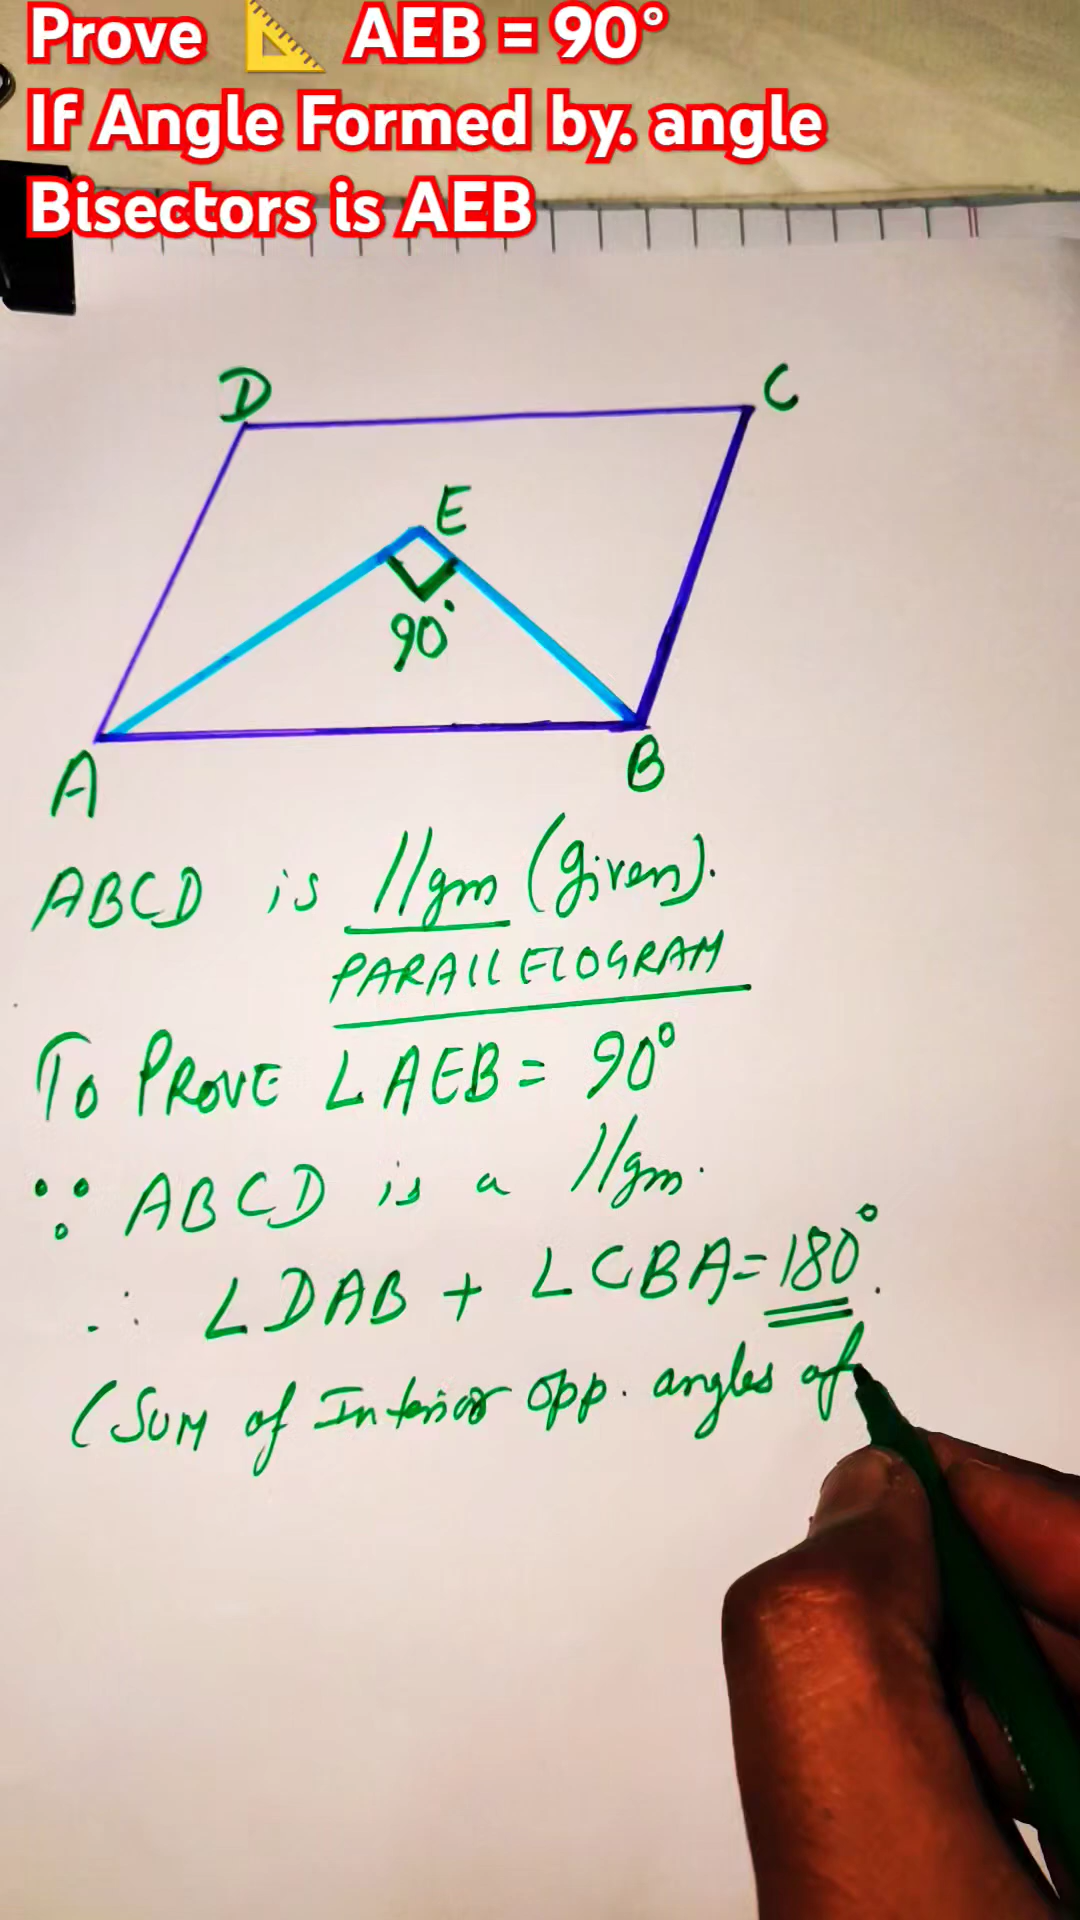 Prove 📐 AEB = 90°
If Angle Formed by. angle
Bisectors is AEB
D
C
E
90°
A
B
ABCD is //gm (given).
PARALLELOGRAM
To PROVE ∠AEB = 90°
∵ ABCD is a //gm.
∴ ∠DAB + ∠CBA = 180°.
(SUM of Interior opp. angles of